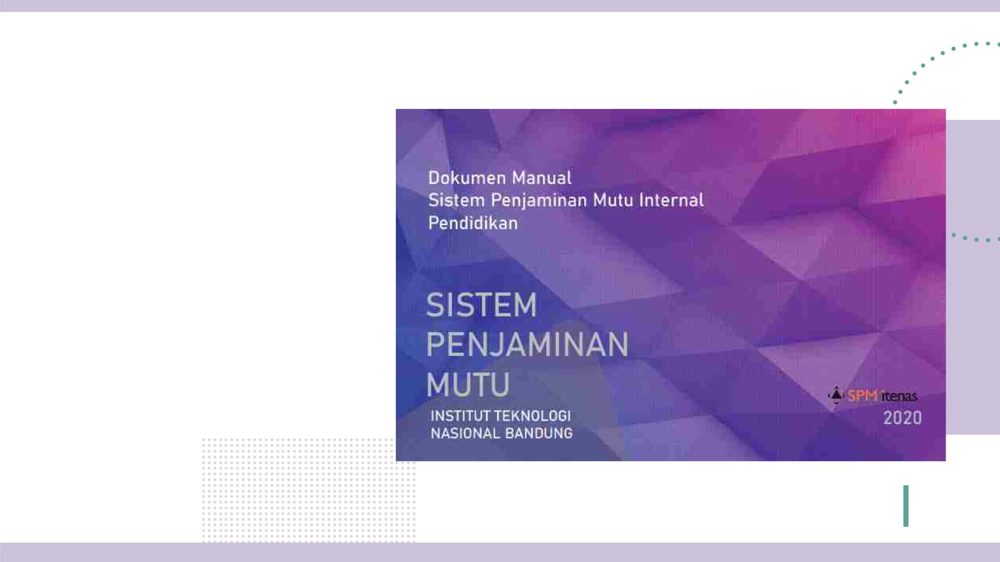 Dokumen Manual
Sistem Penjaminan Mutu Internal
Pendidikan
SISTEM
PENJAMINAN
MUTU
INSTITUT TEKNOLOGI
NASIONAL BANDUNG
SPM itenas
2020